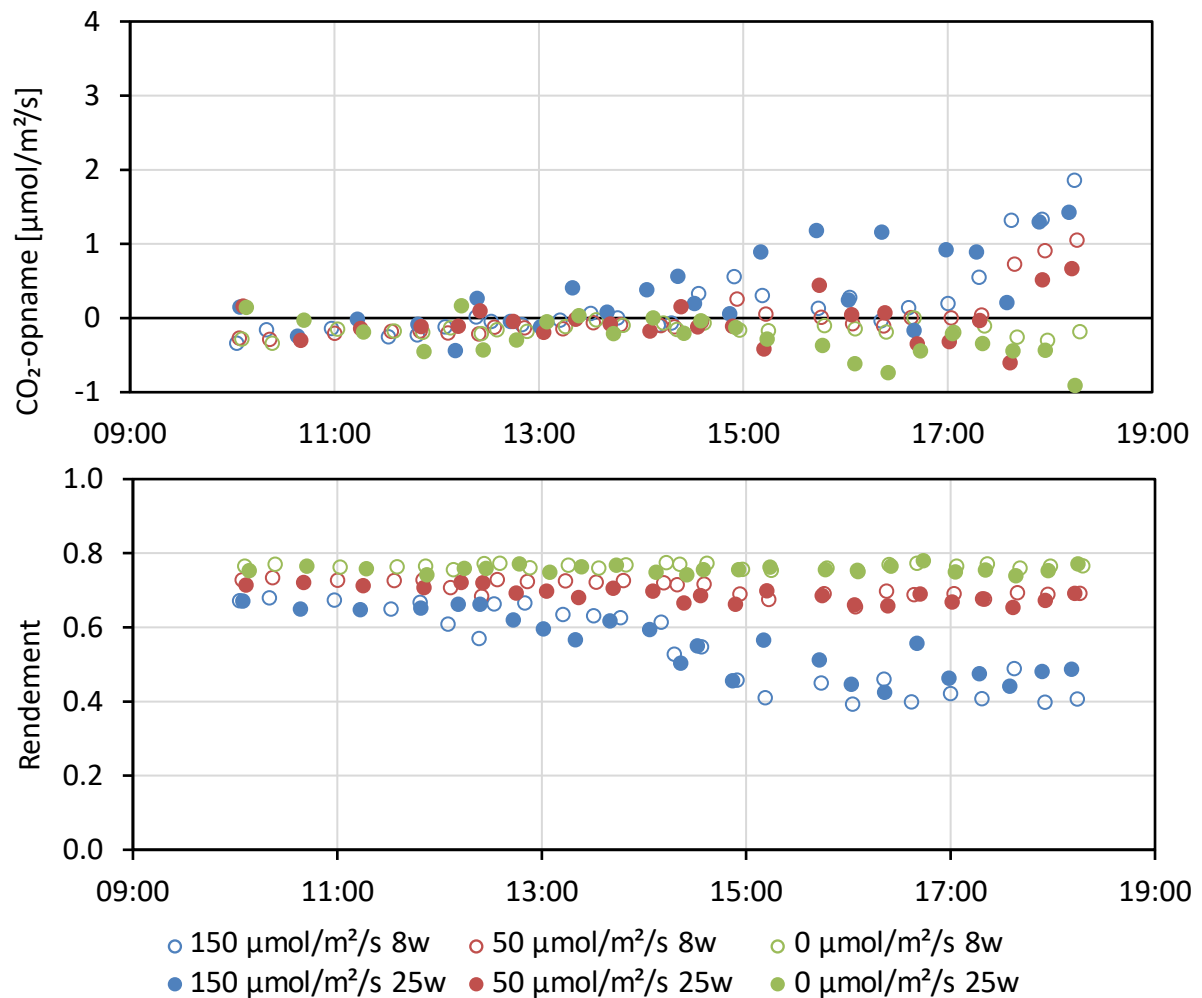 CO₂-opname [µmol/m²/s]
4
3
2
1
0
-1
09:00 11:00 13:00 15:00 17:00 19:00
Rendement
1.0
0.8
0.6
0.4
0.2
0.0
09:00 11:00 13:00 15:00 17:00 19:00
150 µmol/m²/s 8w 50 µmol/m²/s 8w 0 µmol/m²/s 8w
150 µmol/m²/s 25w 50 µmol/m²/s 25w 0 µmol/m²/s 25w